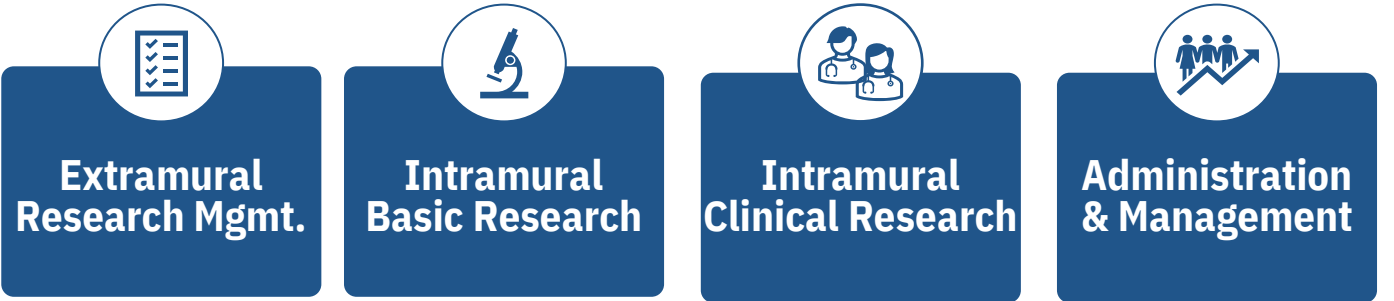 Extramural
Research Mgmt.
Intramural
Basic Research
Intramural
Clinical Research
Administration
& Management